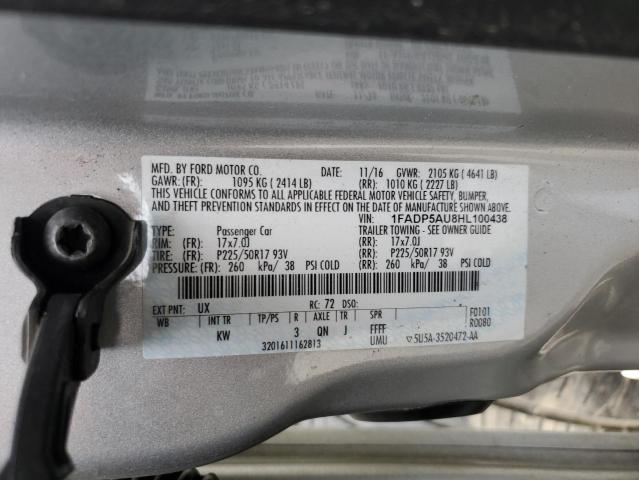 MFD. BY FORD MOTOR CO. DATE: 11/16 GVWR: 2105 KG ( 4641 LB)
GAWR: (FR): 1095 KG ( 2414 LB) (RR): 1010 KG ( 2227 LB)
THIS VEHICLE CONFORMS TO ALL APPLICABLE FEDERAL MOTOR VEHICLE SAFETY, BUMPER,
AND THEFT PREVENTION STANDARDS IN EFFECT ON THE DATE OF MANUFACTURE SHOWN ABOVE.
VIN: 1FADP5AU8HL100438
TYPE: Passenger Car TRAILER TOWING - SEE OWNER GUIDE
RIM: (FR): 17x7.0J (RR): 17x7.0J
TIRE: (FR): P225/50R17 93V (RR): P225/50R17 93V
PRESSURE: (FR): 260 kPa/ 38 PSI COLD (RR): 260 kPa/ 38 PSI COLD
EXT PNT: UX RC: 72 DSO: F0101
WB INT TR TP/PS R AXLE TR SPR R0080
KW 3 QN J FFFF
3201611162813 UMU ▽5U5A-3520472-AA